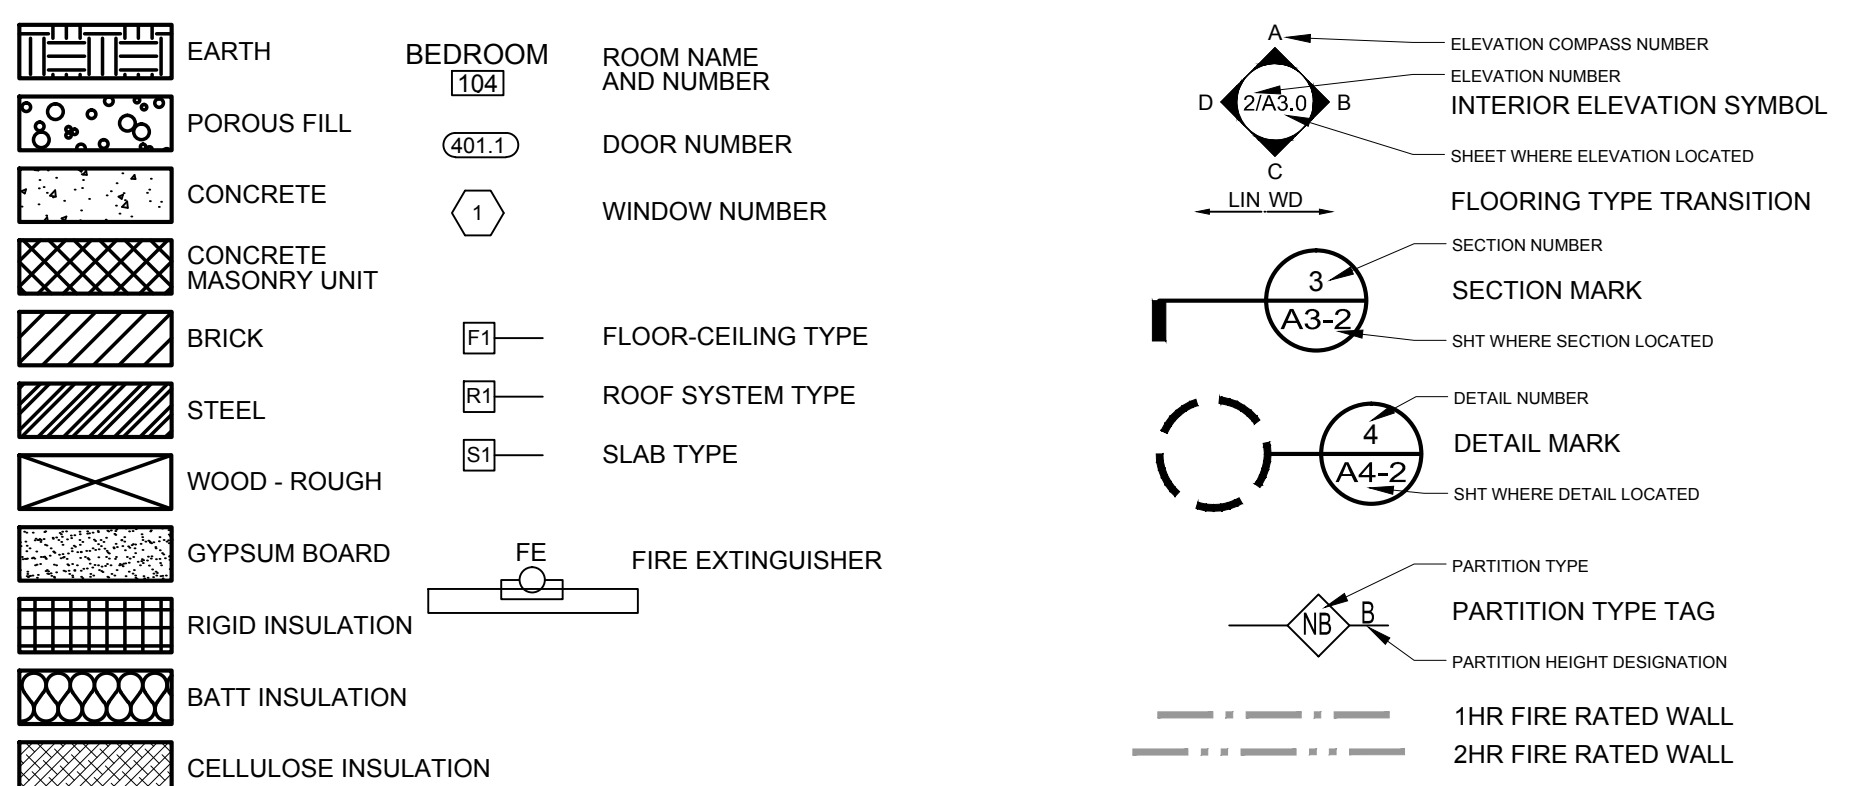 EARTH
POROUS FILL
CONCRETE
CONCRETE
MASONRY UNIT
BRICK
STEEL
WOOD - ROUGH
GYPSUM BOARD
RIGID INSULATION
BATT INSULATION
CELLULOSE INSULATION
BEDROOM
104
ROOM NAME
AND NUMBER
401.1
DOOR NUMBER
1
WINDOW NUMBER
F1
FLOOR-CEILING TYPE
R1
ROOF SYSTEM TYPE
S1
SLAB TYPE
FE
FIRE EXTINGUISHER
A
D
2/A3.0
B
C
ELEVATION COMPASS NUMBER
ELEVATION NUMBER
INTERIOR ELEVATION SYMBOL
SHEET WHERE ELEVATION LOCATED
LIN WD
FLOORING TYPE TRANSITION
3
A3-2
SECTION NUMBER
SECTION MARK
SHT WHERE SECTION LOCATED
4
A4-2
DETAIL NUMBER
DETAIL MARK
SHT WHERE DETAIL LOCATED
NB
B
PARTITION TYPE
PARTITION TYPE TAG
PARTITION HEIGHT DESIGNATION
1HR FIRE RATED WALL
2HR FIRE RATED WALL